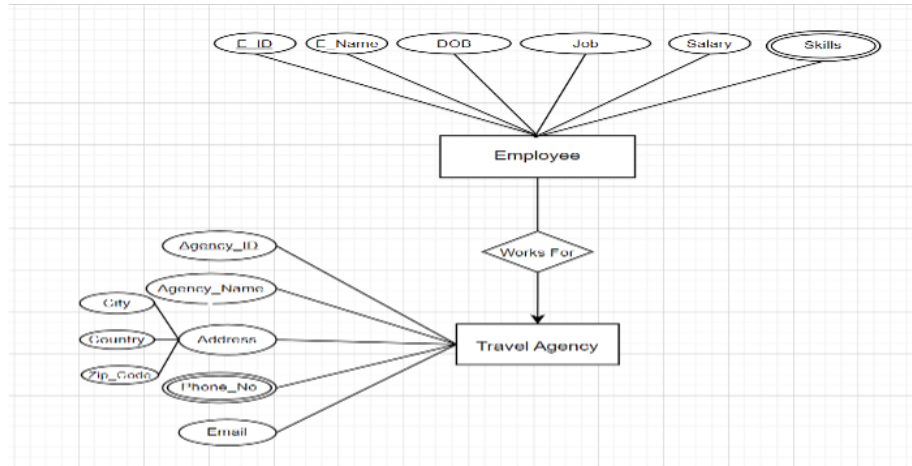 E_ID
E_Name
DOB
Job
Salary
Skills
Employee
Works For
Travel Agency
Agency_ID
Agency_Name
City
Country
Zip_Code
Address
Phone_No
Email